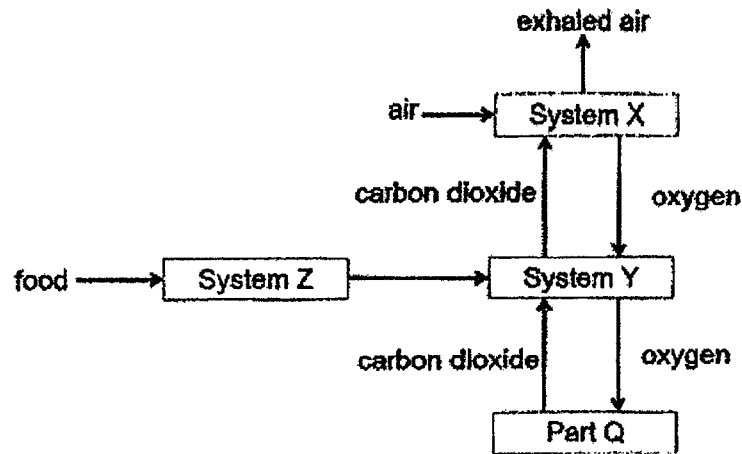 exhaled air
air
System X
carbon dioxide
oxygen
food
System Z
System Y
carbon dioxide
oxygen
Part Q